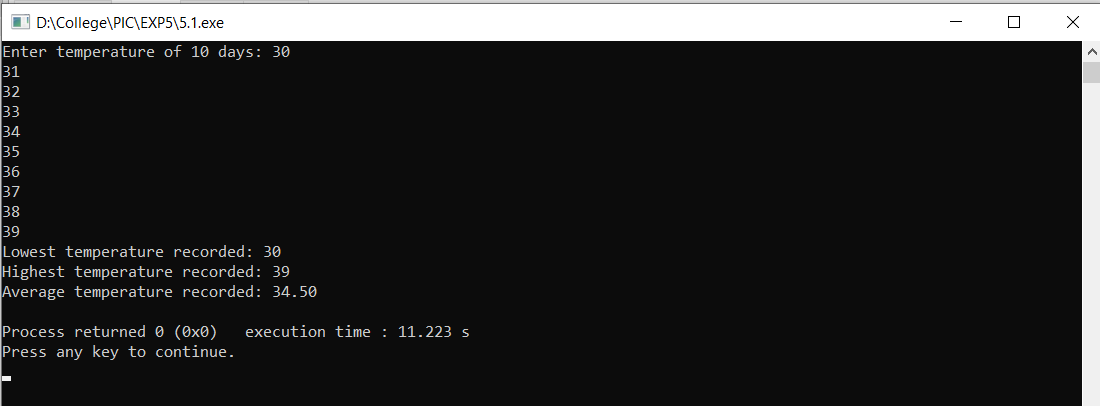 D:\College\PIC\EXP5\5.1.exe
Enter temperature of 10 days: 30
31
32
33
34
35
36
37
38
39
Lowest temperature recorded: 30
Highest temperature recorded: 39
Average temperature recorded: 34.50
Process returned 0 (0x0)   execution time : 11.223 s
Press any key to continue.